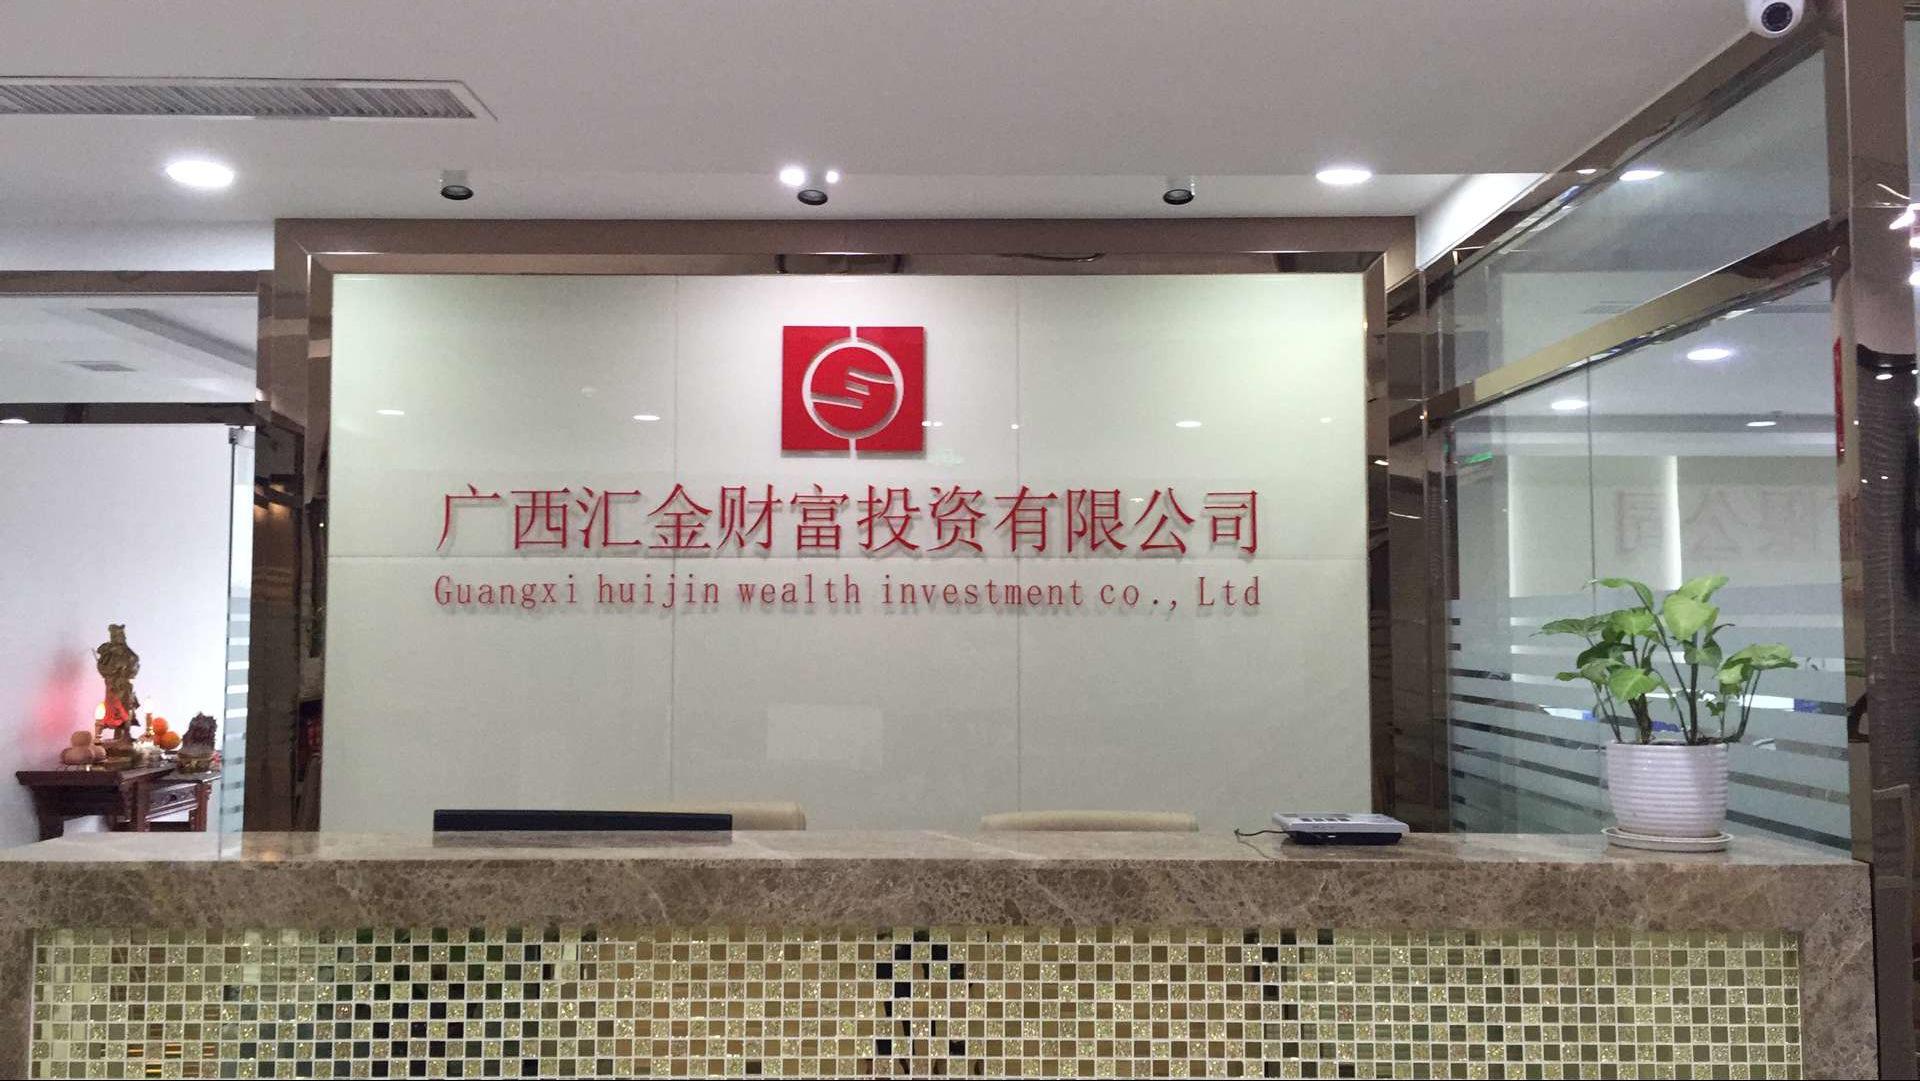 广西汇金财富投资有限公司
Guangxi huijin wealth investment co., Ltd